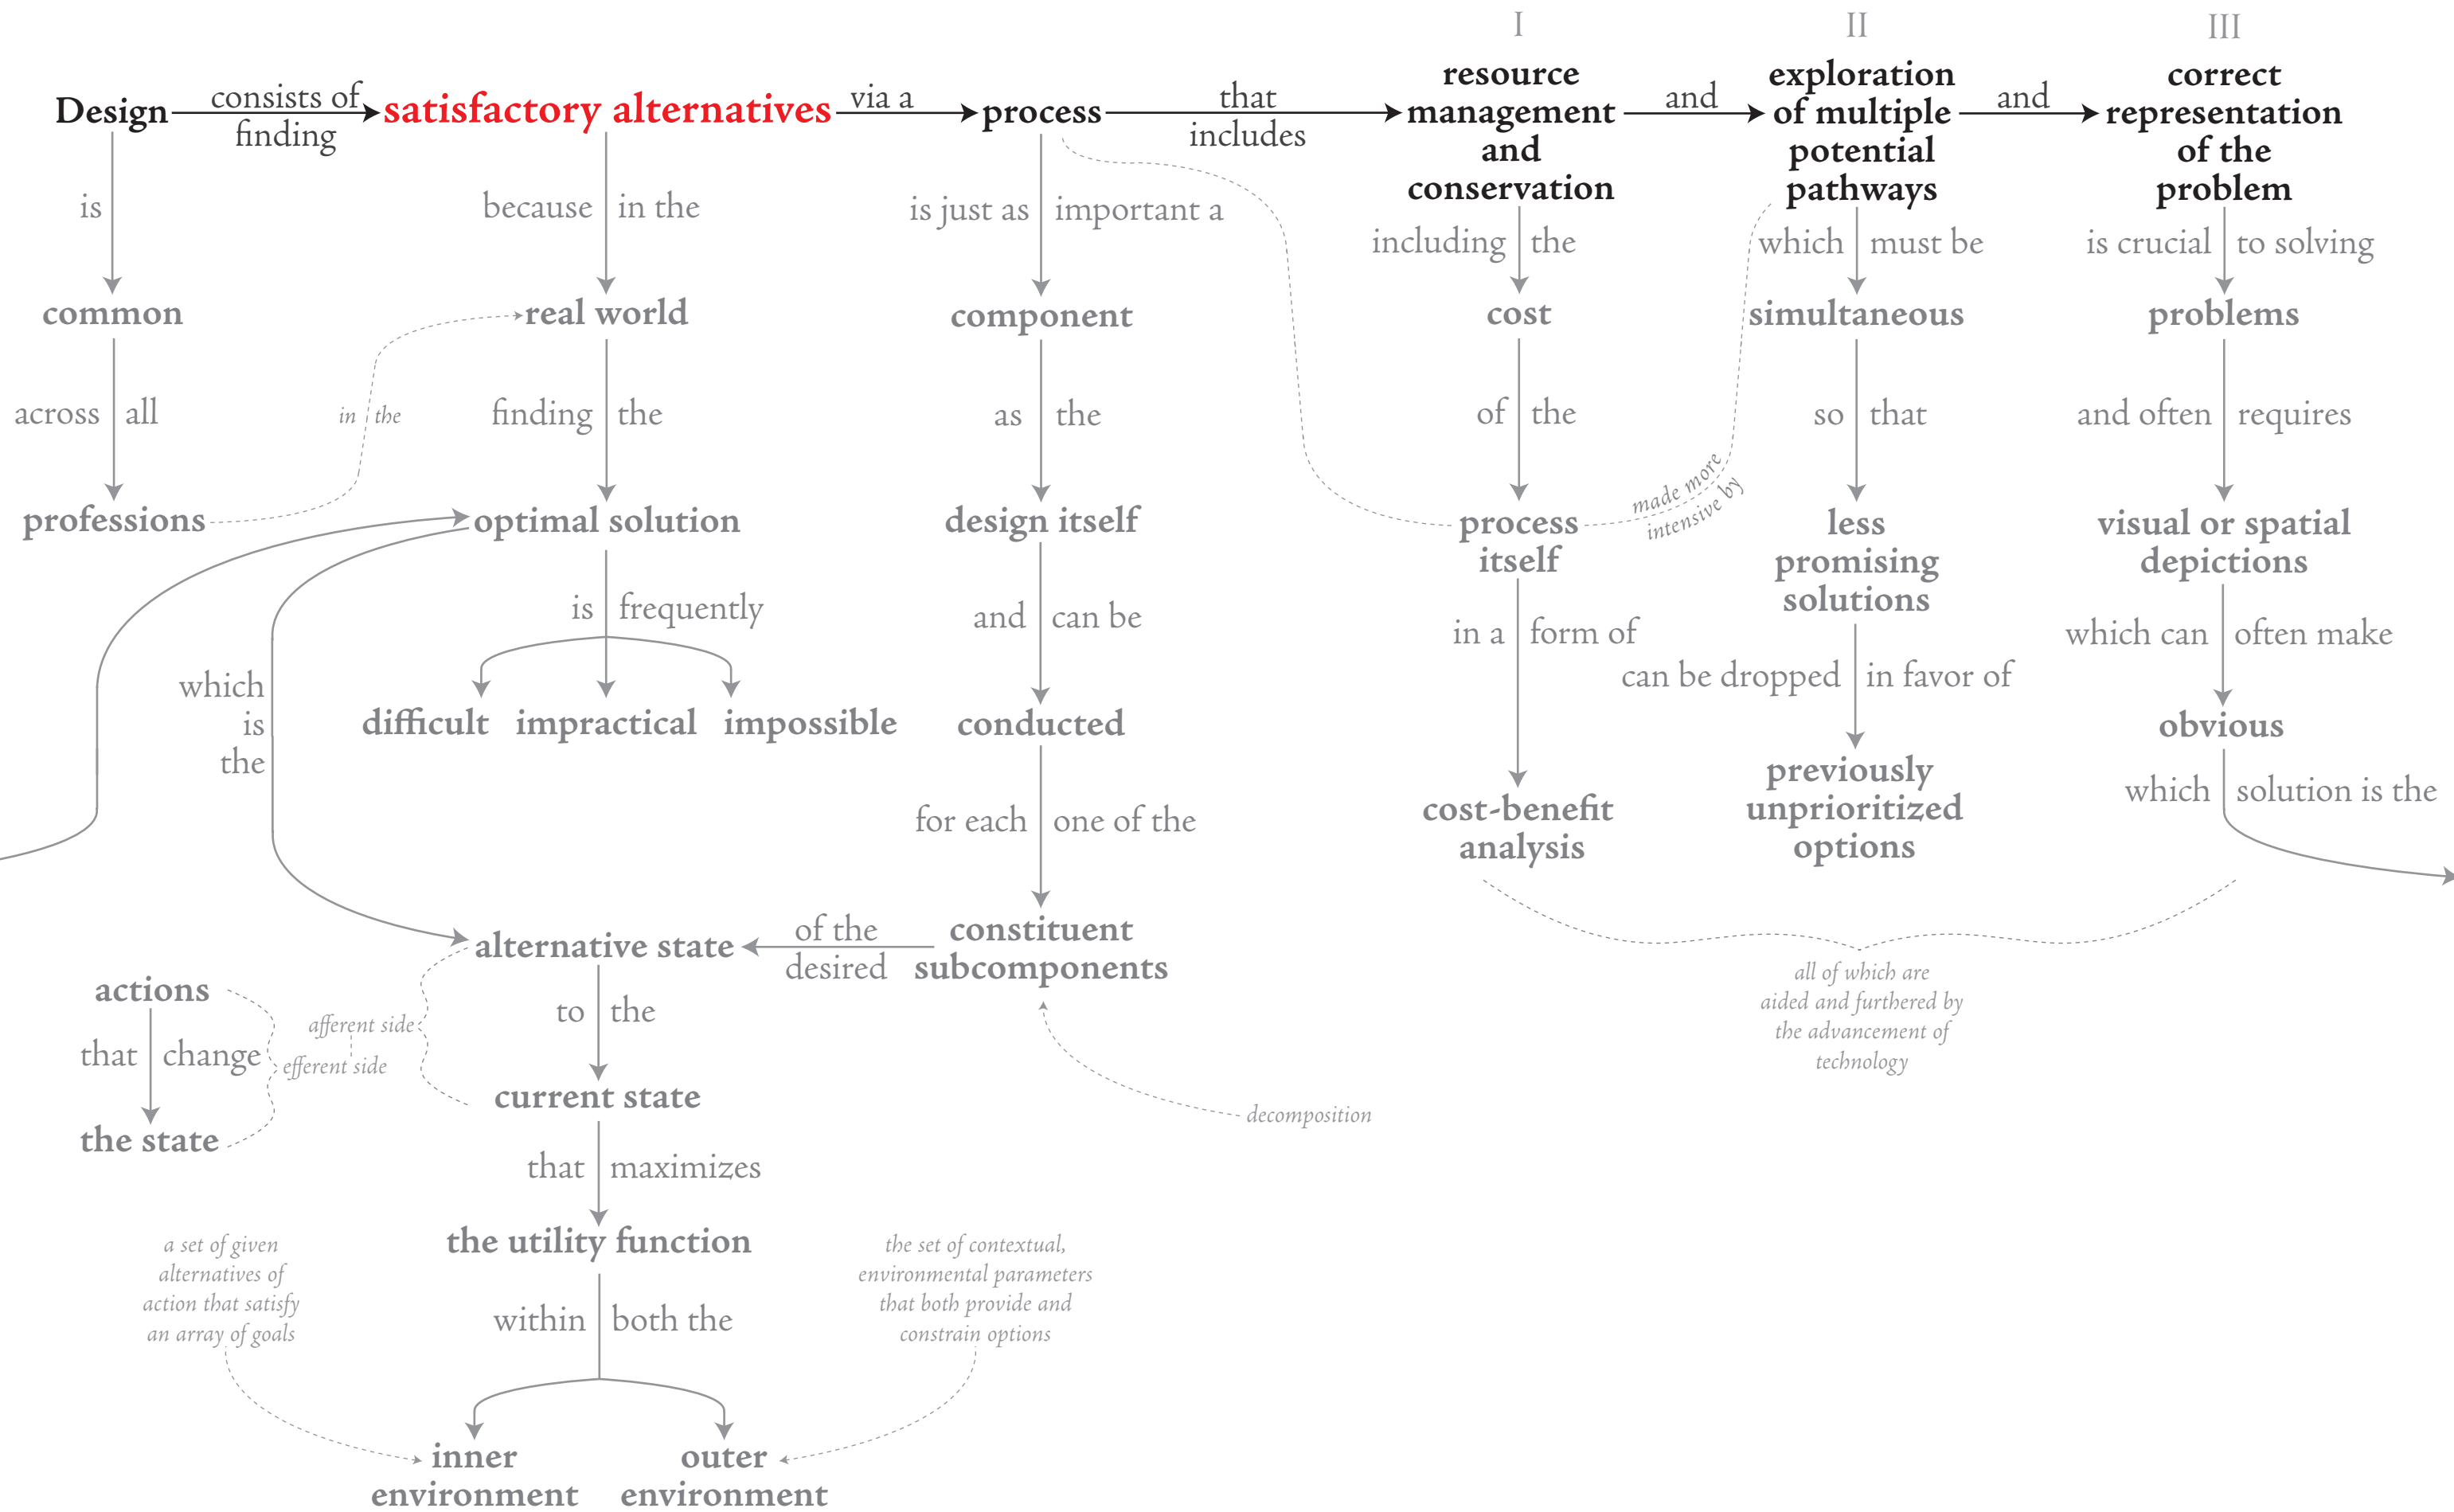 I
II
III
Design
consists of
finding
satisfactory alternatives
via a
process
that
includes
resource
management
and
conservation
and
exploration
of multiple
potential
pathways
and
correct
representation
of the
problem
is
common
across all
professions
in the
because in the
real world
finding the
optimal solution
is frequently
difficult
impractical
impossible
which
is
the
is just as important a
component
as the
design itself
and can be
conducted
for each one of the
constituent
subcomponents
of the
desired
decomposition
alternative state
to the
current state
that maximizes
the utility function
within both the
inner
environment
outer
environment
actions
that change
the state
afferent side
efferent side
a set of given
alternatives of
action that satisfy
an array of goals
the set of contextual,
environmental parameters
that both provide and
constrain options
including the
cost
of the
process
itself
in a form of
cost-benefit
analysis
made more
intensive by
which must be
simultaneous
so that
less
promising
solutions
can be dropped in favor of
previously
unprioritized
options
is crucial to solving
problems
and often requires
visual or spatial
depictions
which can often make
obvious
which solution is the
all of which are
aided and furthered by
the advancement of
technology